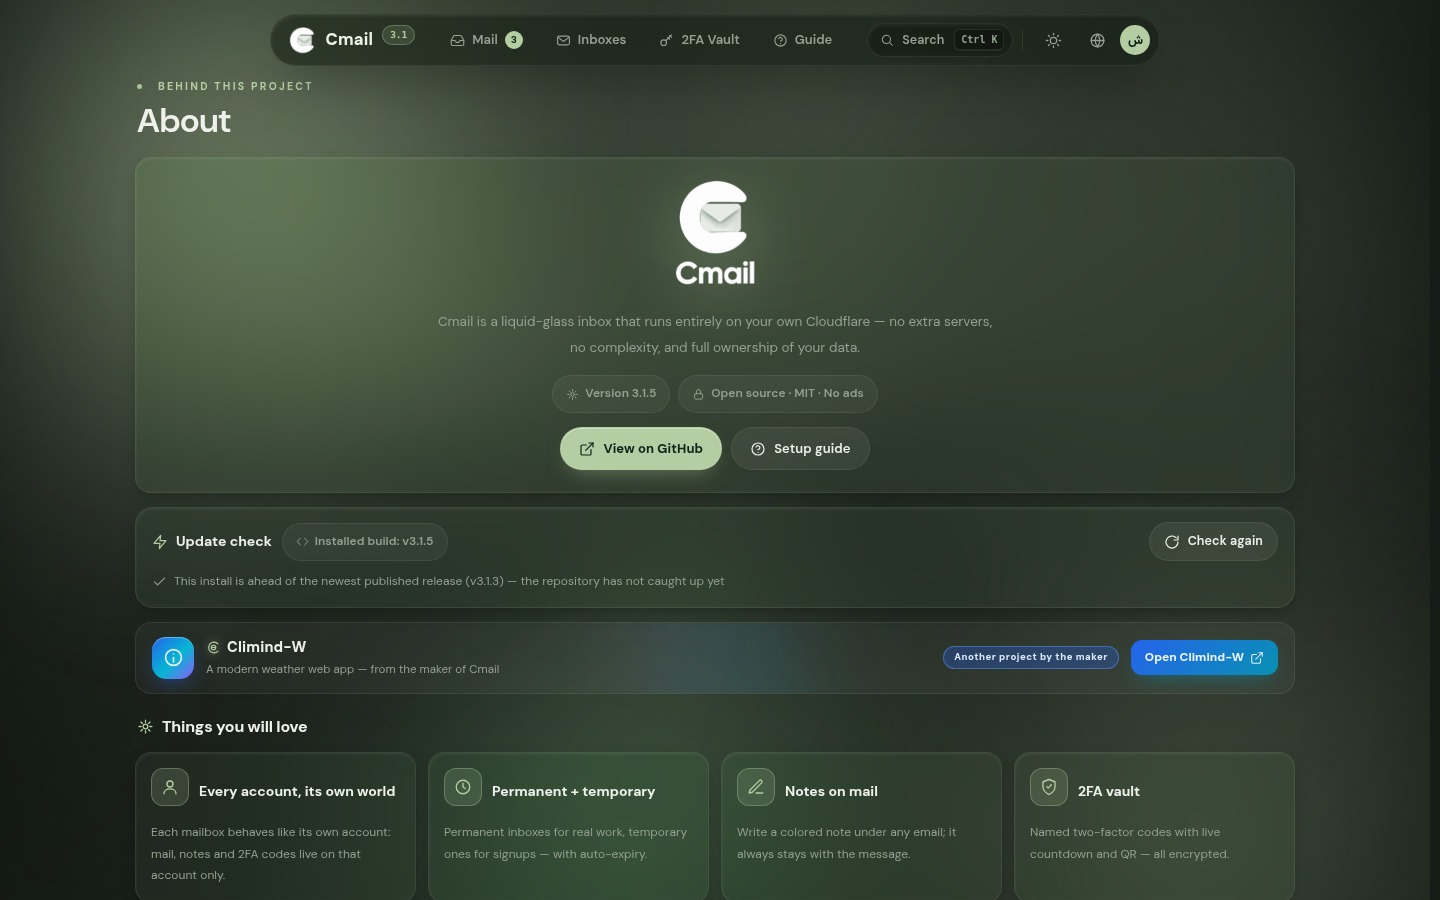 Cmail 3.1 Mail 3 Inboxes 2FA Vault Guide Search Ctrl K ش
BEHIND THIS PROJECT
About
Cmail
Cmail is a liquid-glass inbox that runs entirely on your own Cloudflare — no extra servers,
no complexity, and full ownership of your data.
Version 3.1.5 Open source · MIT · No ads
View on GitHub Setup guide
Update check Installed build: v3.1.5 Check again
This install is ahead of the newest published release (v3.1.3) — the repository has not caught up yet
Climind-W
A modern weather web app — from the maker of Cmail
Another project by the maker Open Climind-W
Things you will love
Every account, its own world
Each mailbox behaves like its own account:
mail, notes and 2FA codes live on that
account only.
Permanent + temporary
Permanent inboxes for real work, temporary
ones for signups — with auto-expiry.
Notes on mail
Write a colored note under any email; it
always stays with the message.
2FA vault
Named two-factor codes with live
countdown and QR — all encrypted.